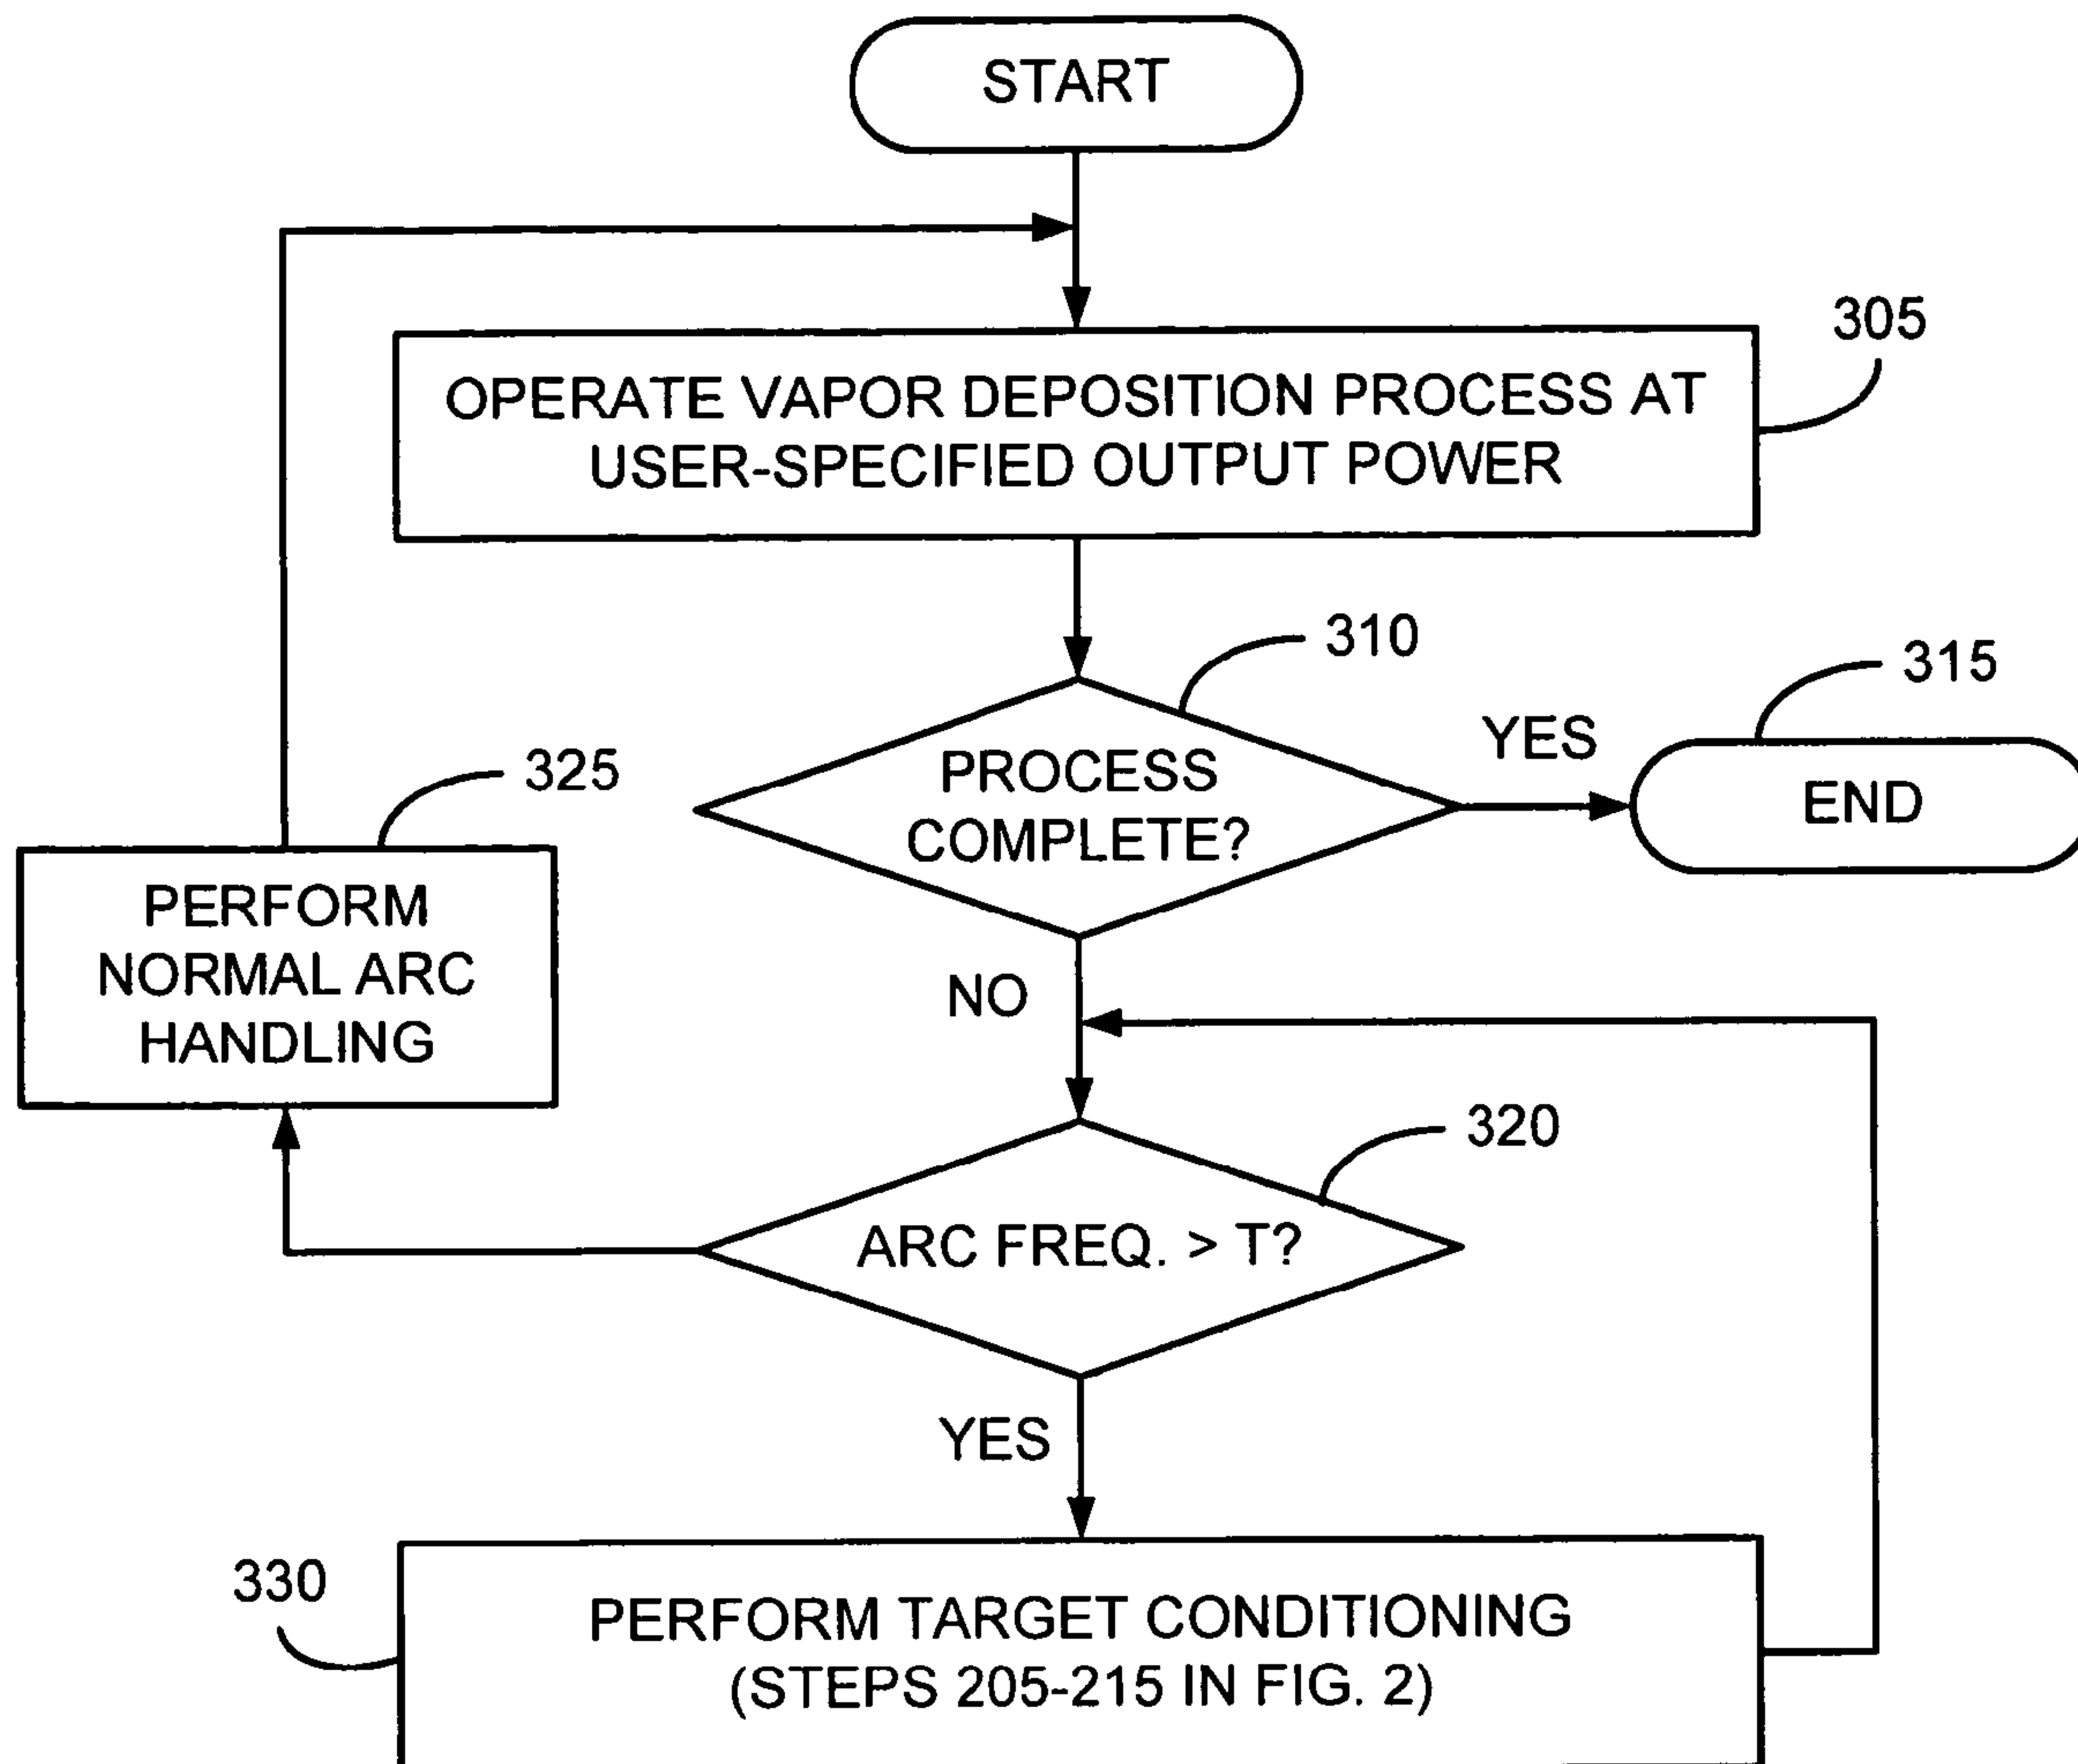 START
305
OPERATE VAPOR DEPOSITION PROCESS AT
USER-SPECIFIED OUTPUT POWER
310
315
YES
PROCESS
COMPLETE?
END
325
PERFORM
NORMAL ARC
HANDLING
NO
320
ARC FREQ. > T?
YES
330
PERFORM TARGET CONDITIONING
(STEPS 205-215 IN FIG. 2)